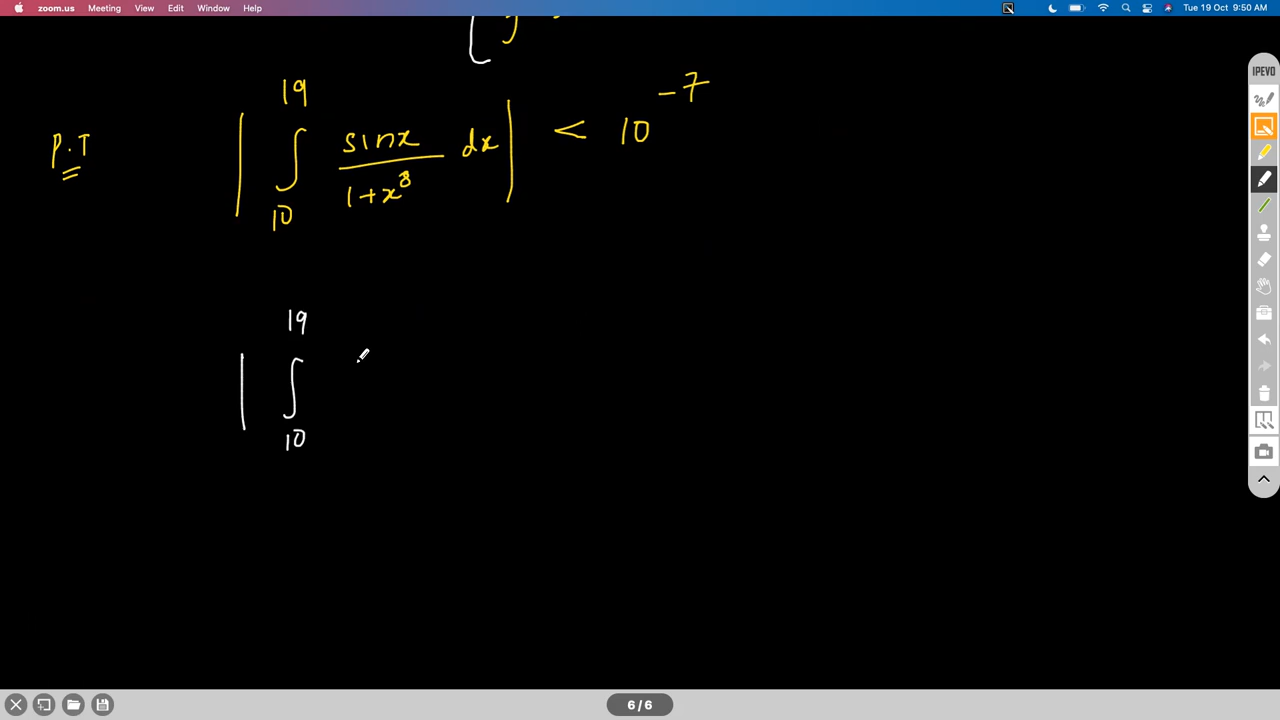 zoom.us Meeting View Edit Window Help Tue 19 Oct 9:50 AM
IPEVO
P.T | ∫₁₀¹⁹ sinx/(1+x⁸) dx | < 10⁻⁷
| ∫₁₀¹⁹
6 / 6